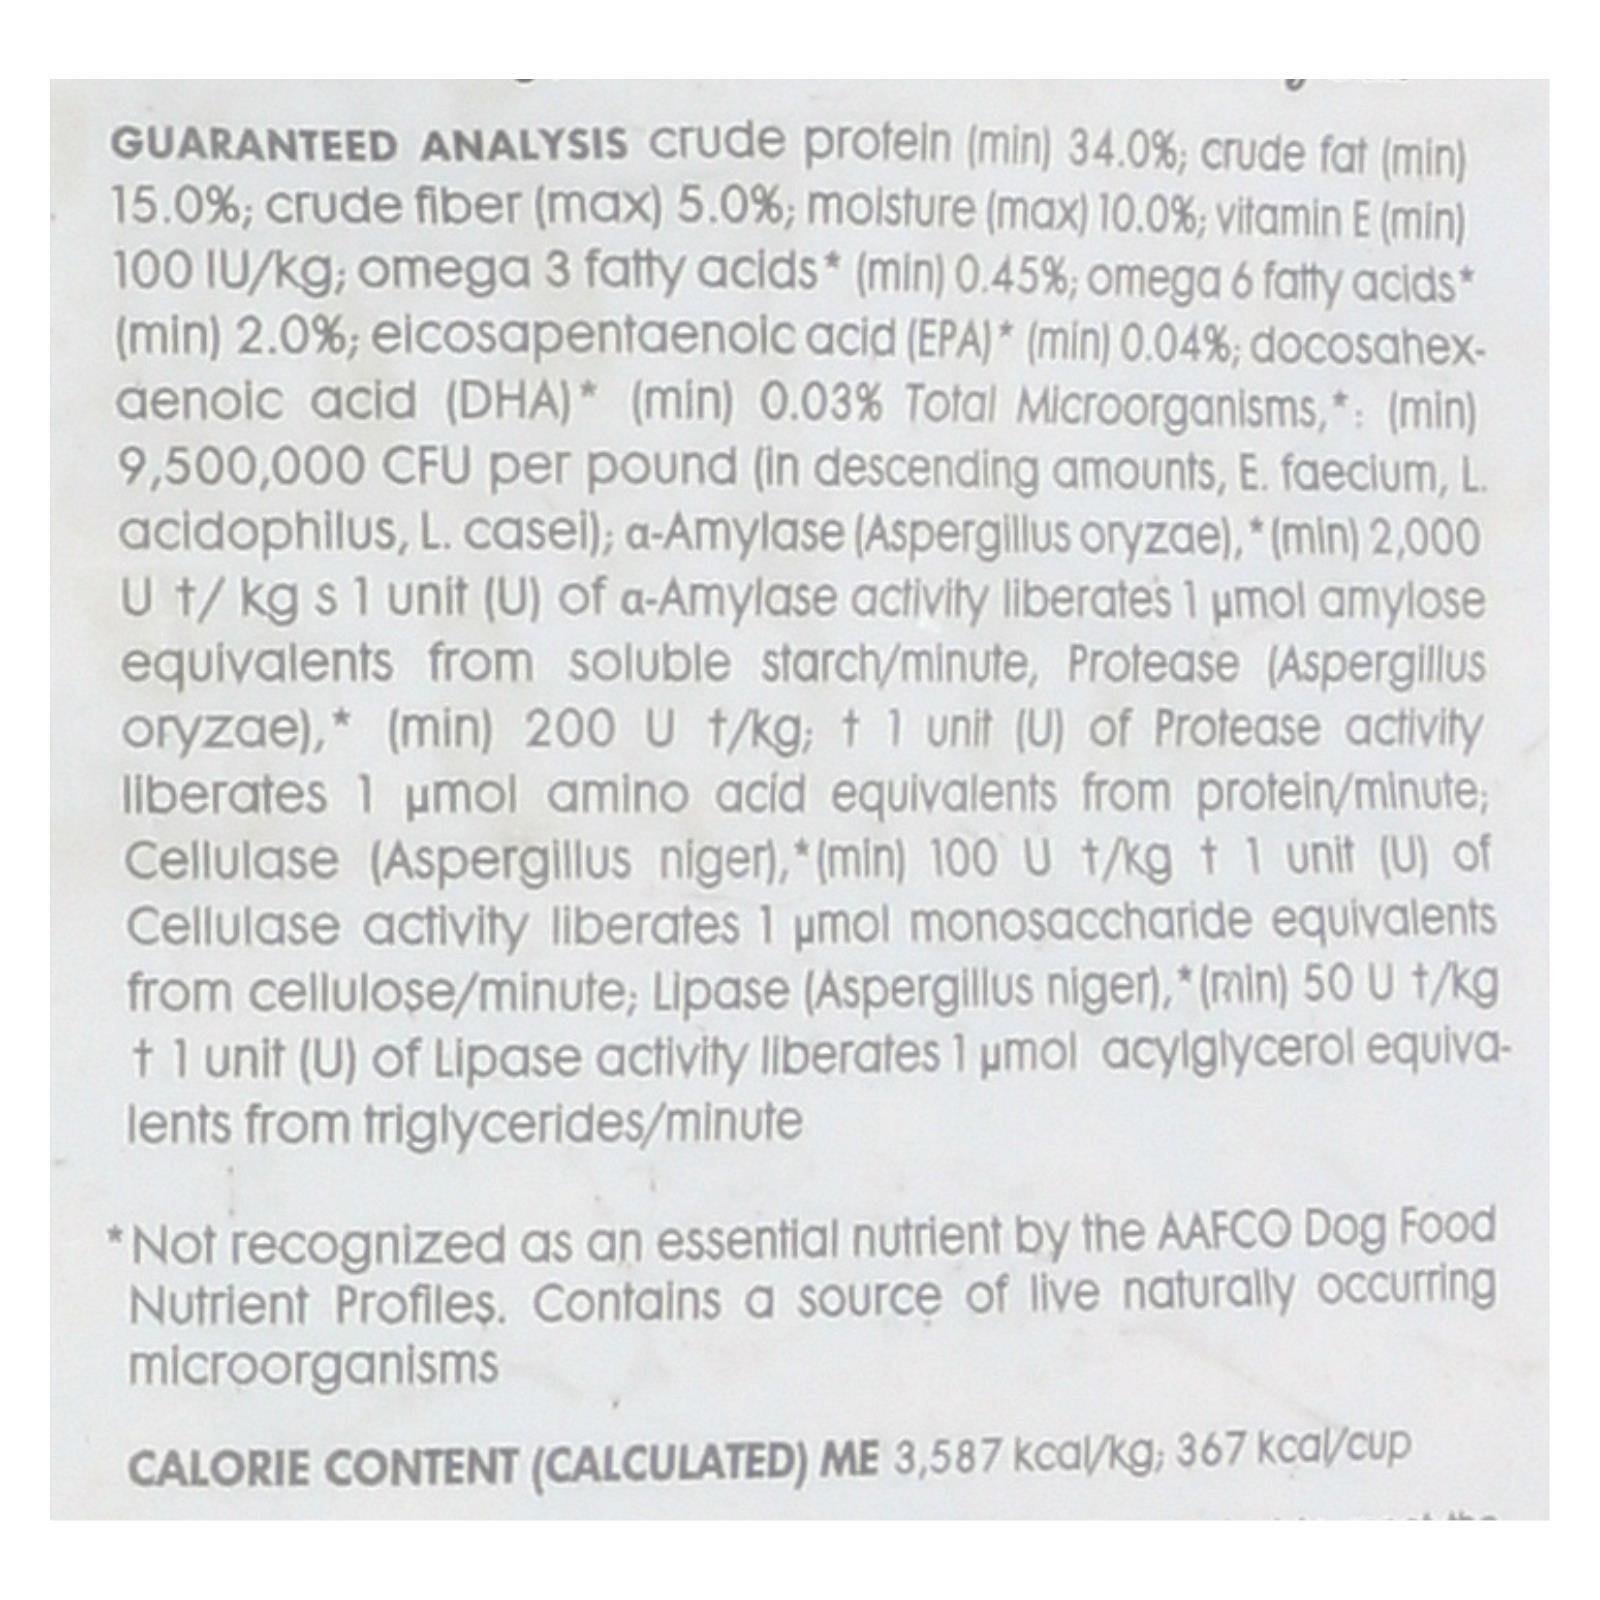 GUARANTEED ANALYSIS crude protein (min) 34.0%; crude fat (min)
15.0%; crude fiber (max) 5.0%; moisture (max) 10.0%; vitamin E (min)
100 IU/kg; omega 3 fatty acids* (min) 0.45%; omega 6 fatty acids*
(min) 2.0%; eicosapentaenoic acid (EPA)* (min) 0.04%; docosahex-
aenoic acid (DHA)* (min) 0.03% Total Microorganisms,*: (min)
9,500,000 CFU per pound (in descending amounts, E. faecium, L.
acidophilus, L. casei); α-Amylase (Aspergillus oryzae),*(min) 2,000
U †/ kg s 1 unit (U) of α-Amylase activity liberates 1 µmol amylose
equivalents from soluble starch/minute, Protease (Aspergillus
oryzae),* (min) 200 U †/kg; † 1 unit (U) of Protease activity
liberates 1 µmol amino acid equivalents from protein/minute;
Cellulase (Aspergillus niger),*(min) 100 U †/kg † 1 unit (U) of
Cellulase activity liberates 1 µmol monosaccharide equivalents
from cellulose/minute; Lipase (Aspergillus niger),*(min) 50 U †/kg
† 1 unit (U) of Lipase activity liberates 1 µmol acylglycerol equiva-
lents from triglycerides/minute
*Not recognized as an essential nutrient by the AAFCO Dog Food
Nutrient Profiles. Contains a source of live naturally occurring
microorganisms
CALORIE CONTENT (CALCULATED) ME 3,587 kcal/kg; 367 kcal/cup